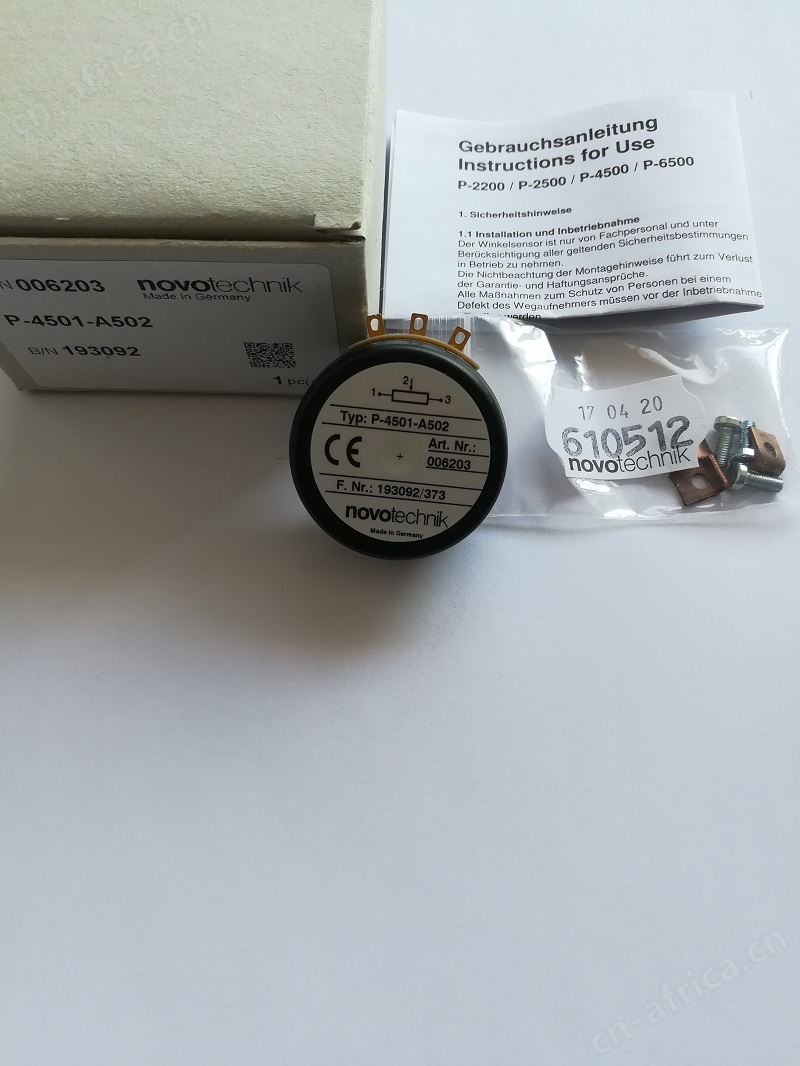 cn-africa.cn
N 006203 novotechnik
Made in Germany
P-4501-A502
B/N 193092
1 pc
Gebrauchsanleitung
Instructions for Use
P-2200 / P-2500 / P-4500 / P-6500
1. Sicherheitshinweise
1.1 Installation und Inbetriebnahme
Der Winkelsensor ist nur von Fachpersonal und unter
Berücksichtigung aller geltenden Sicherheitsbestimmungen
in Betrieb zu nehmen.
Die Nichtbeachtung der Montagehinweise führt zum Verlust
der Garantie- und Haftungsansprüche.
Alle Maßnahmen zum Schutz von Personen bei einem
Defekt des Wegaufnehmers müssen vor der Inbetriebnahme
werden
2
1 3
Typ: P-4501-A502
CE
Art. Nr.:
006203
F. Nr.: 193092/373
novotechnik
Made in Germany
17 04 20
610512
novotechnik
cn-africa.cn